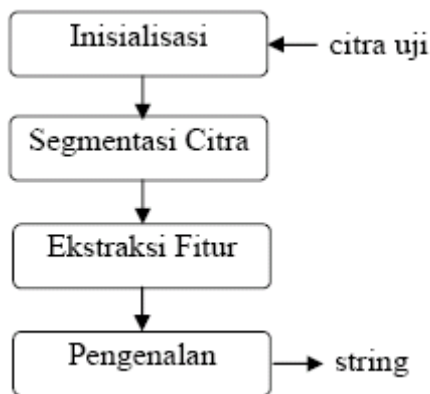 Inisialisasi
citra uji
Segmentasi Citra
Ekstraksi Fitur
Pengenalan
string